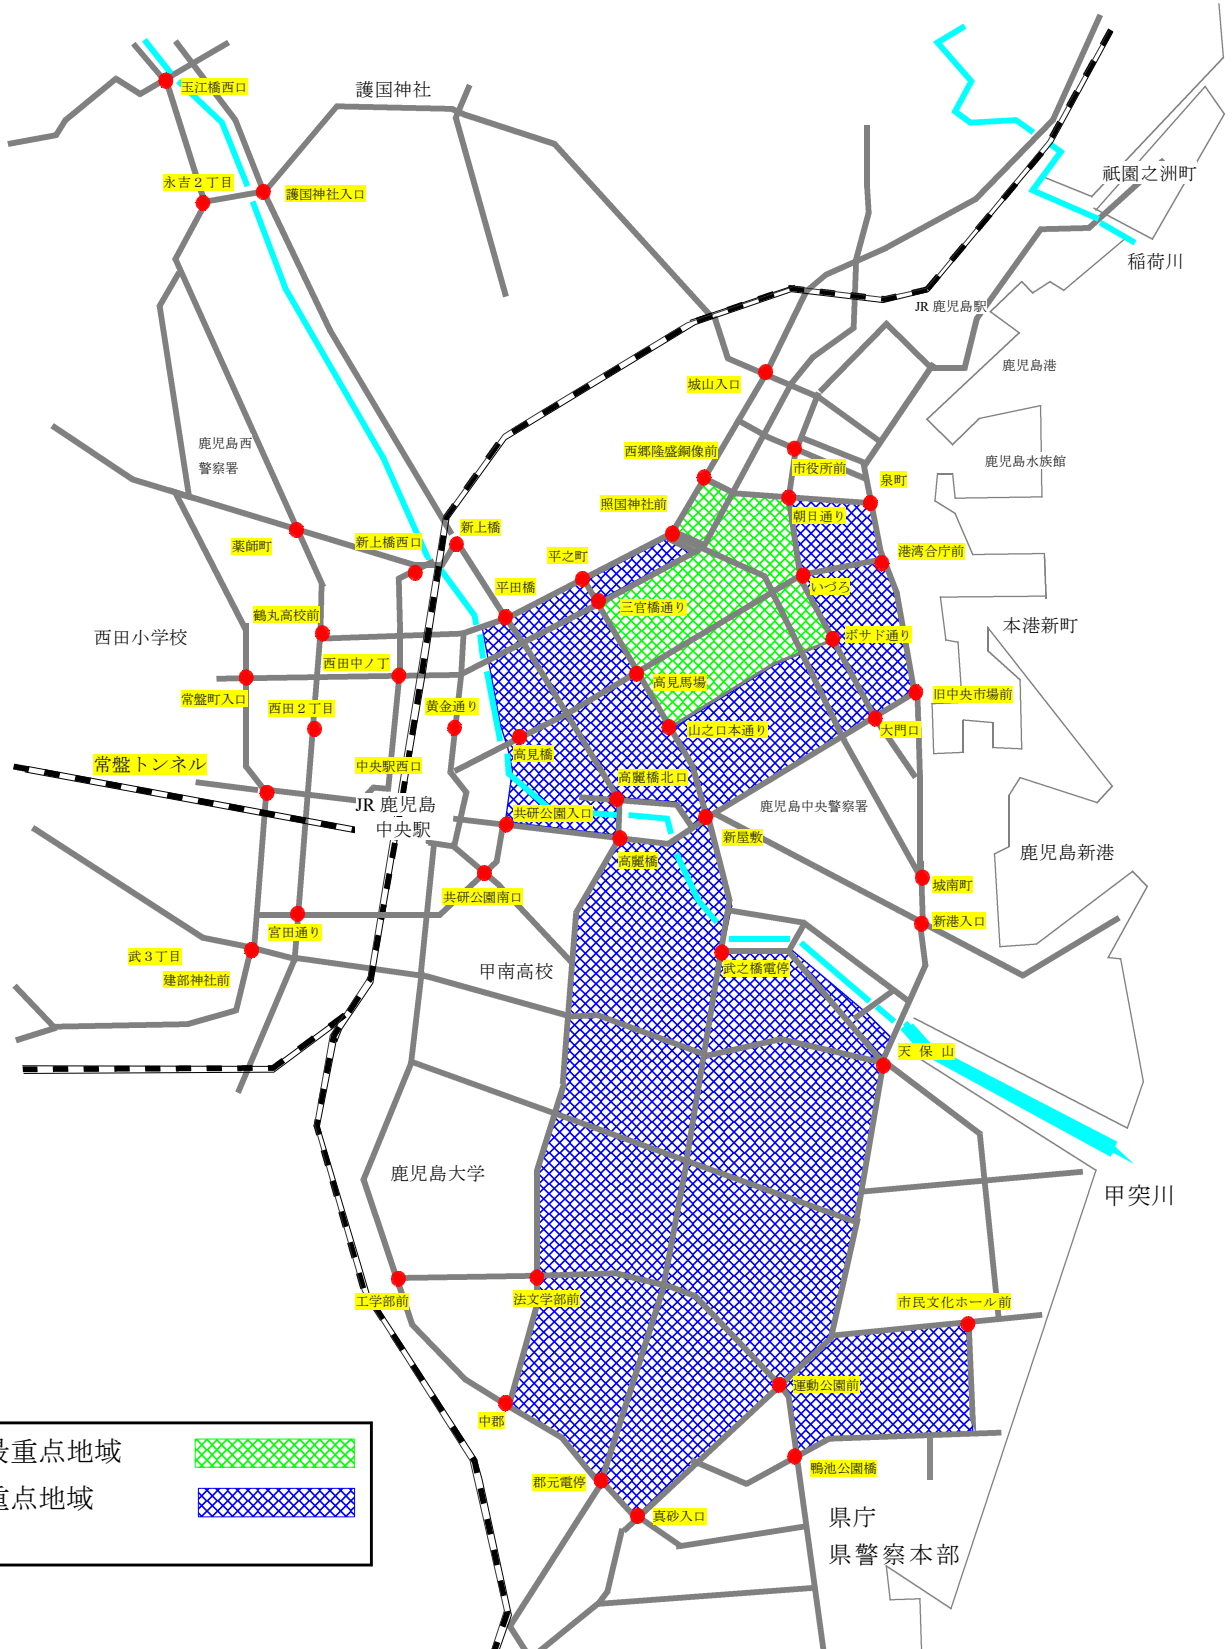 玉江橋西口
護国神社
永吉２丁目
護国神社入口
祇園之洲町
稲荷川
JR 鹿児島駅
鹿児島港
城山入口
鹿児島西
警察署
西郷隆盛銅像前
市役所前
鹿児島水族館
泉町
照国神社前
朝日通り
新上橋
薬師町
新上橋西口
平之町
港湾合庁前
平田橋
いづろ
鶴丸高校前
三官橋通り
西田小学校
ボサド通り
本港新町
西田中ノ丁
高見馬場
常盤町入口
西田２丁目
黄金通り
旧中央市場前
山之口本通り
大門口
高見橋
常盤トンネル
中央駅西口
高麗橋北口
JR 鹿児島
中央駅
共研公園入口
鹿児島中央警察署
新屋敷
高麗橋
鹿児島新港
共研公園南口
城南町
新港入口
宮田通り
武３丁目
建部神社前
甲南高校
武之橋電停
天保山
鹿児島大学
甲突川
工学部前
法文学部前
市民文化ホール前
運動公園前
中郡
重点地域
鴨池公園橋
郡元電停
重点地域
真砂入口
県庁
県警察本部